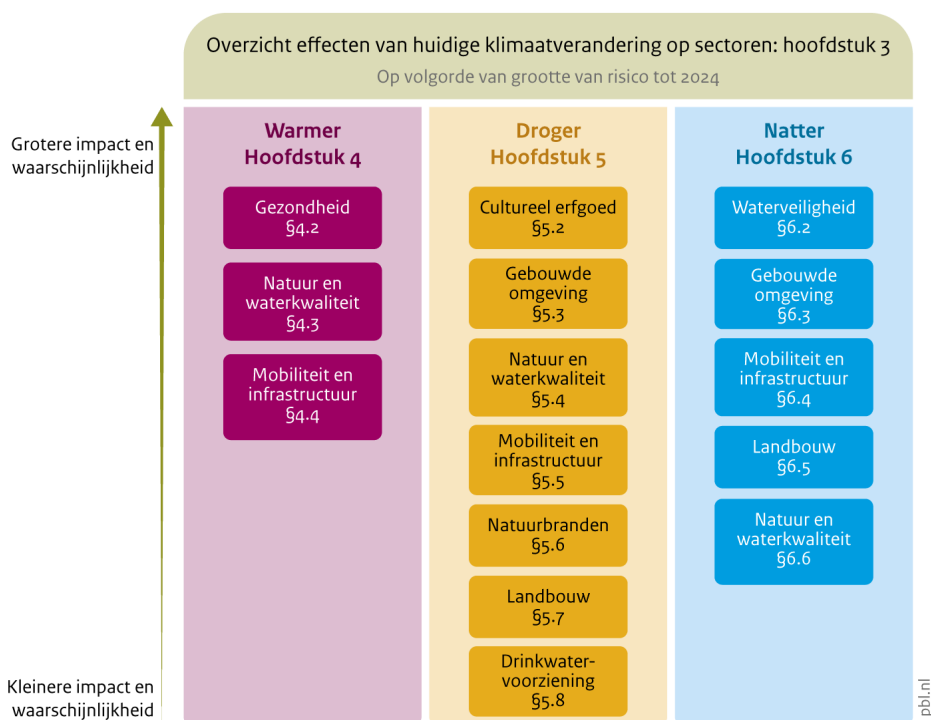 Overzicht effecten van huidige klimaatverandering op sectoren: hoofdstuk 3
Op volgorde van grootte van risico tot 2024
Grotere impact en
waarschijnlijkheid
Warmer
Hoofdstuk 4
Gezondheid
§4.2
Natuur en
waterkwaliteit
§4.3
Mobiliteit en
infrastructuur
§4.4
Droger
Hoofdstuk 5
Cultureel erfgoed
§5.2
Gebouwde
omgeving
§5.3
Natuur en
waterkwaliteit
§5.4
Mobiliteit en
infrastructuur
§5.5
Natuurbranden
§5.6
Landbouw
§5.7
Drinkwater-
voorziening
§5.8
Natter
Hoofdstuk 6
Waterveiligheid
§6.2
Gebouwde
omgeving
§6.3
Mobiliteit en
infrastructuur
§6.4
Landbouw
§6.5
Natuur en
waterkwaliteit
§6.6
Kleinere impact en
waarschijnlijkheid
pbl.nl